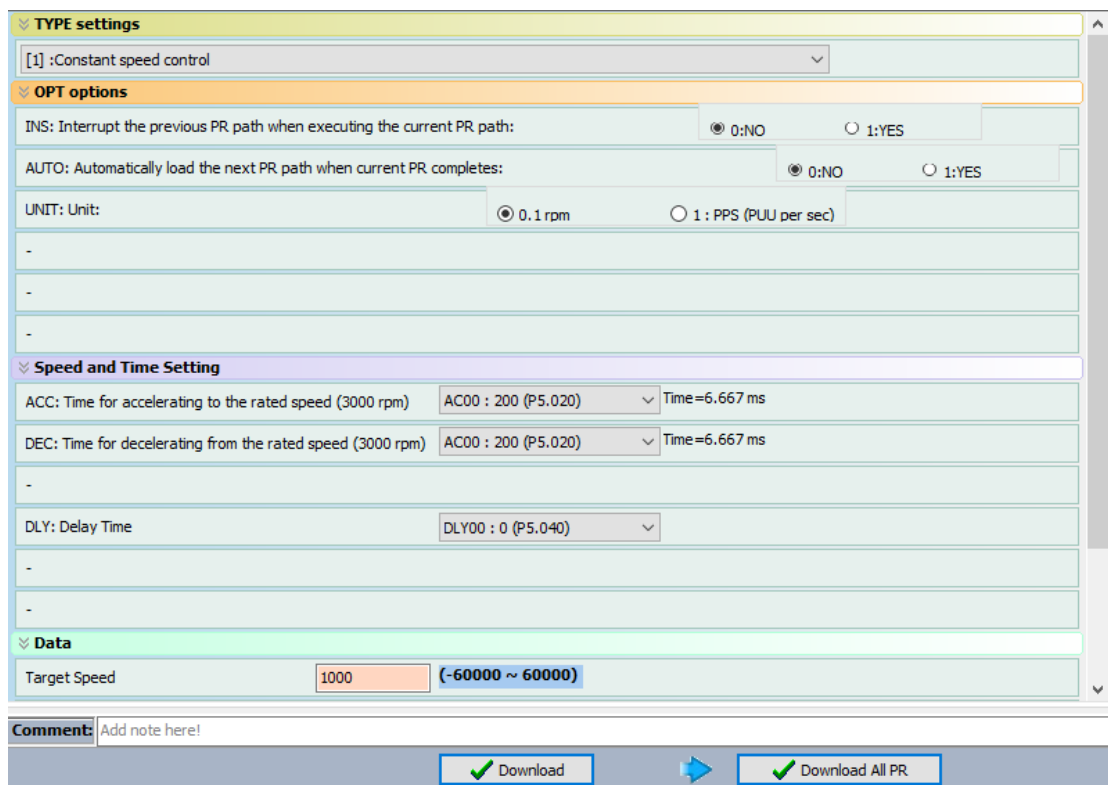 TYPE settings
[1] :Constant speed control
OPT options
INS: Interrupt the previous PR path when executing the current PR path: 0:NO 1:YES
AUTO: Automatically load the next PR path when current PR completes: 0:NO 1:YES
UNIT: Unit: 0.1 rpm 1 : PPS (PUU per sec)
-
-
-
Speed and Time Setting
ACC: Time for accelerating to the rated speed (3000 rpm) AC00 : 200 (P5.020) Time=6.667 ms
DEC: Time for decelerating from the rated speed (3000 rpm) AC00 : 200 (P5.020) Time=6.667 ms
-
DLY: Delay Time DLY00 : 0 (P5.040)
-
-
Data
Target Speed 1000 (-60000 ~ 60000)
Comment: Add note here!
Download Download All PR